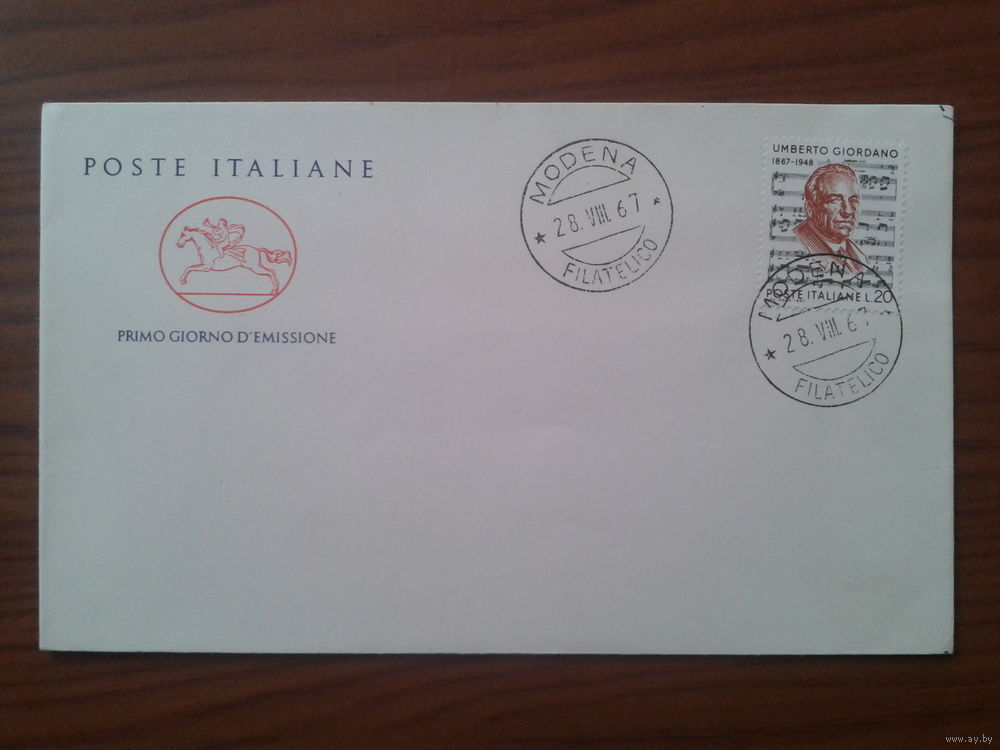 POSTE ITALIANE
PRIMO GIORNO D'EMISSIONE
MODENA
28.VIII.67
FILATELICO
UMBERTO GIORDANO
1867-1948
POSTE ITALIANE L.20
MODENA
28.VIII.67
FILATELICO
www.ay.by